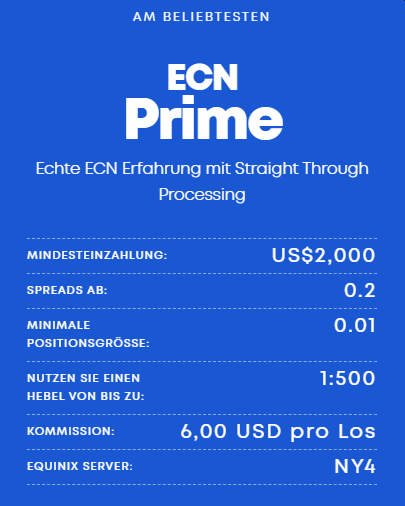 AM BELIEBTESTEN
ECN
Prime
Echte ECN Erfahrung mit Straight Through
Processing
MINDESTEINZAHLUNG: US$2,000
SPREADS AB: 0.2
MINIMALE 0.01
POSITIONSGRÖSSE:
NUTZEN SIE EINEN 1:500
HEBEL VON BIS ZU:
KOMMISSION: 6,00 USD pro Los
EQUINIX SERVER: NY4